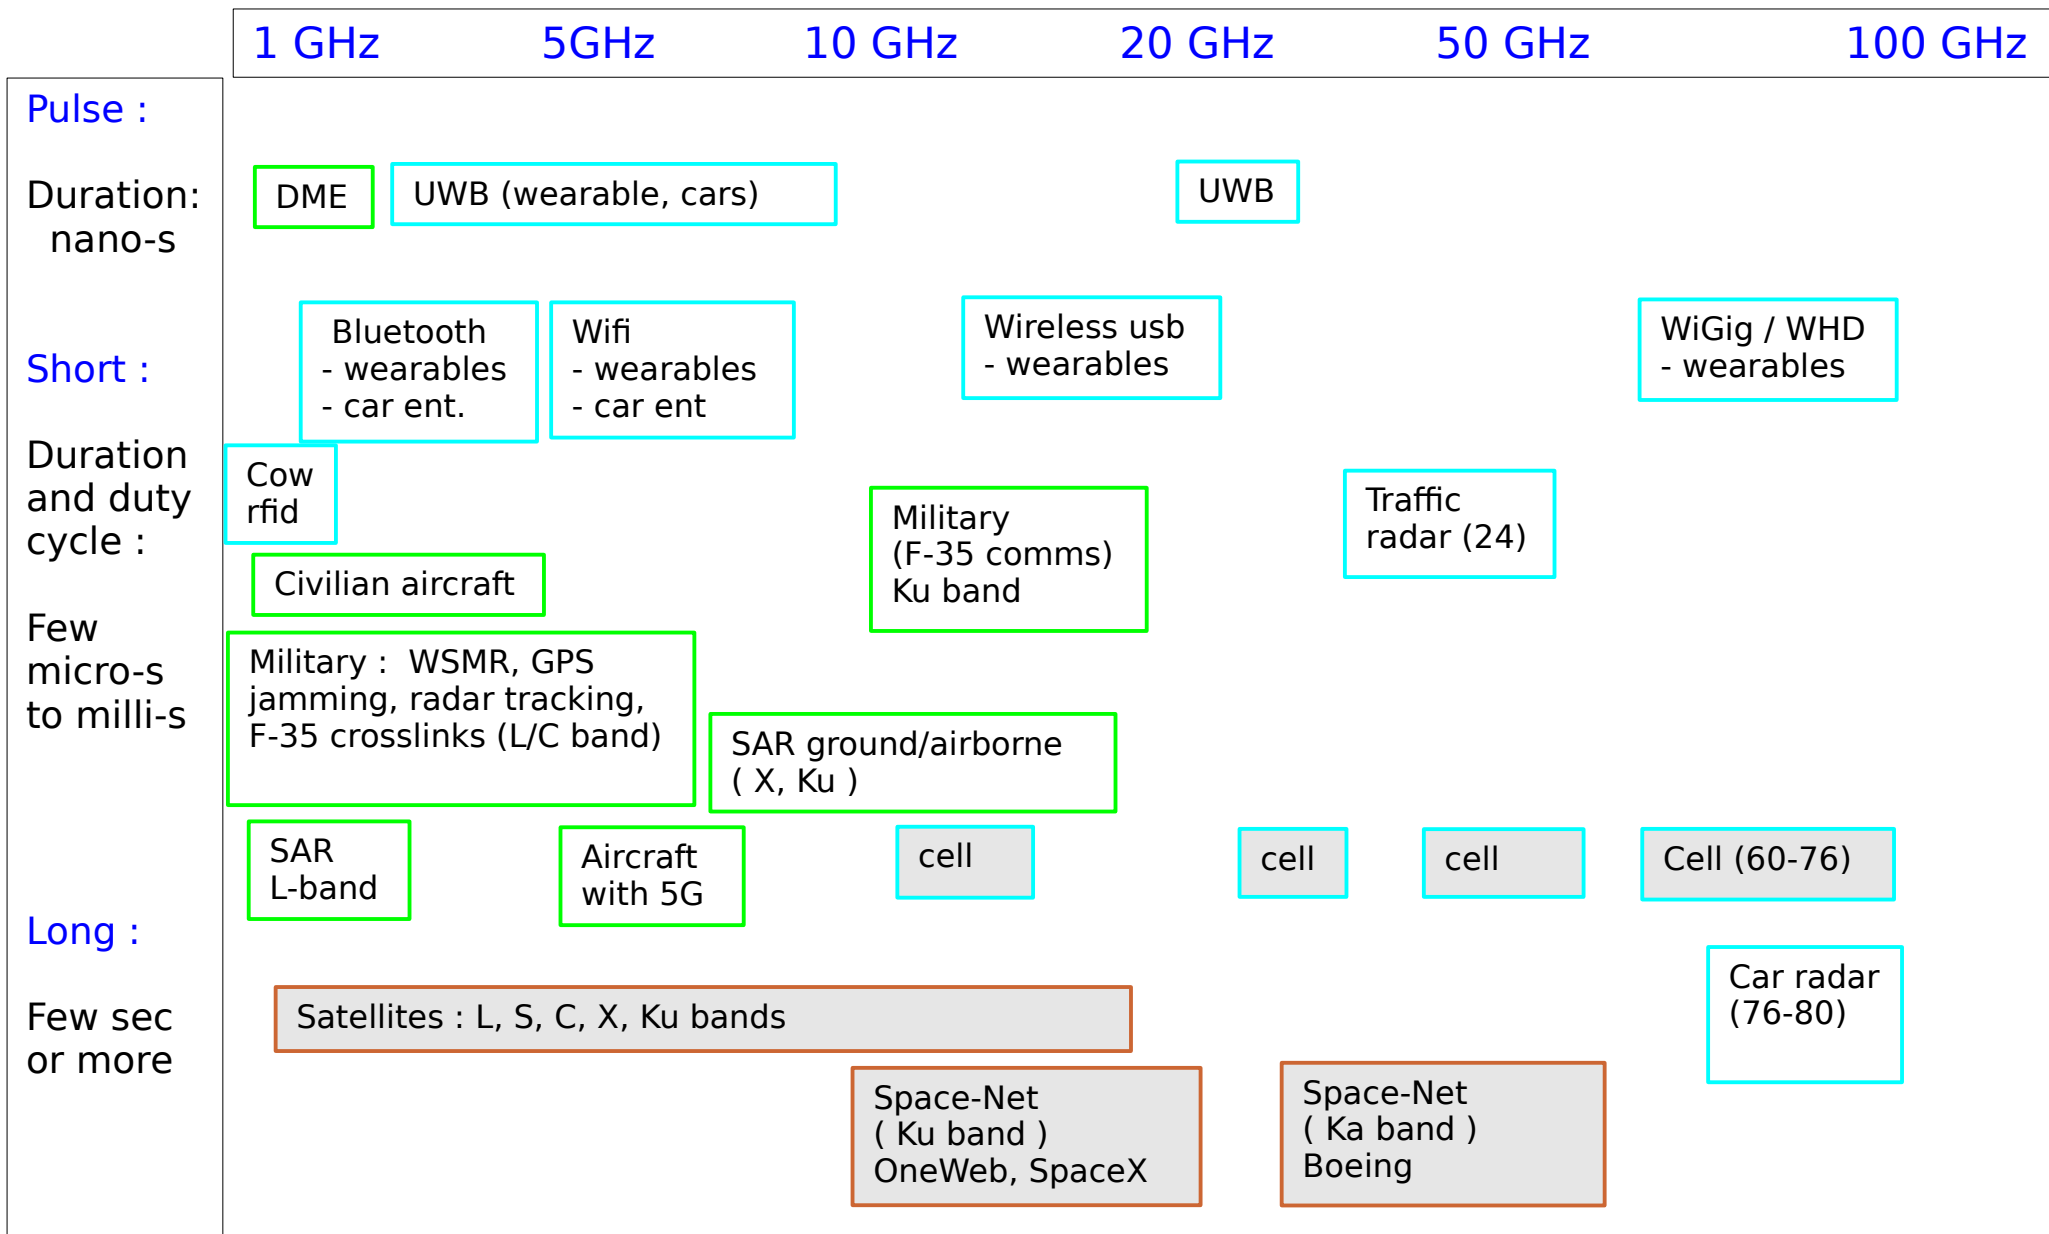 1 GHz 5GHz 10 GHz 20 GHz 50 GHz 100 GHz
Pulse :
Duration:
nano-s
Short :
Duration
and duty
cycle :
Few
micro-s
to milli-s
Long :
Few sec
or more
DME
UWB (wearable, cars)
UWB
Bluetooth
- wearables
- car ent.
Wifi
- wearables
- car ent
Wireless usb
- wearables
WiGig / WHD
- wearables
Cow
rfid
Military
(F-35 comms)
Ku band
Traffic
radar (24)
Civilian aircraft
Military : WSMR, GPS
jamming, radar tracking,
F-35 crosslinks (L/C band)
SAR ground/airborne
( X, Ku )
SAR
L-band
Aircraft
with 5G
cell
cell
cell
Cell (60-76)
Car radar
(76-80)
Satellites : L, S, C, X, Ku bands
Space-Net
( Ku band )
OneWeb, SpaceX
Space-Net
( Ka band )
Boeing